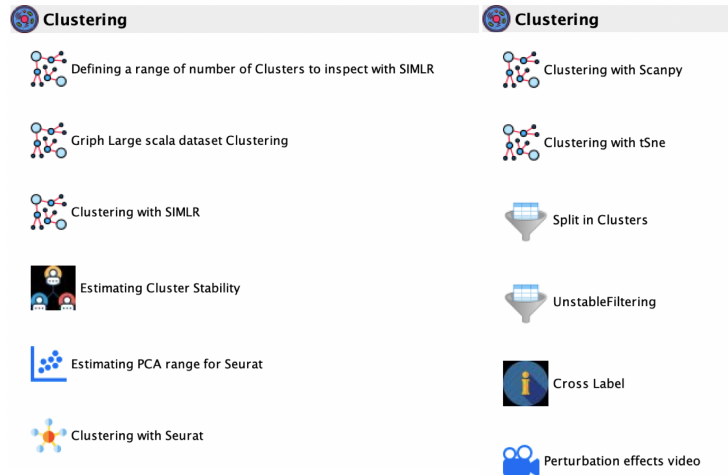 Clustering
Defining a range of number of Clusters to inspect with SIMLR
Griph Large scala dataset Clustering
Clustering with SIMLR
Estimating Cluster Stability
Estimating PCA range for Seurat
Clustering with Seurat
Clustering
Clustering with Scanpy
Clustering with tSne
Split in Clusters
UnstableFiltering
Cross Label
Perturbation effects video